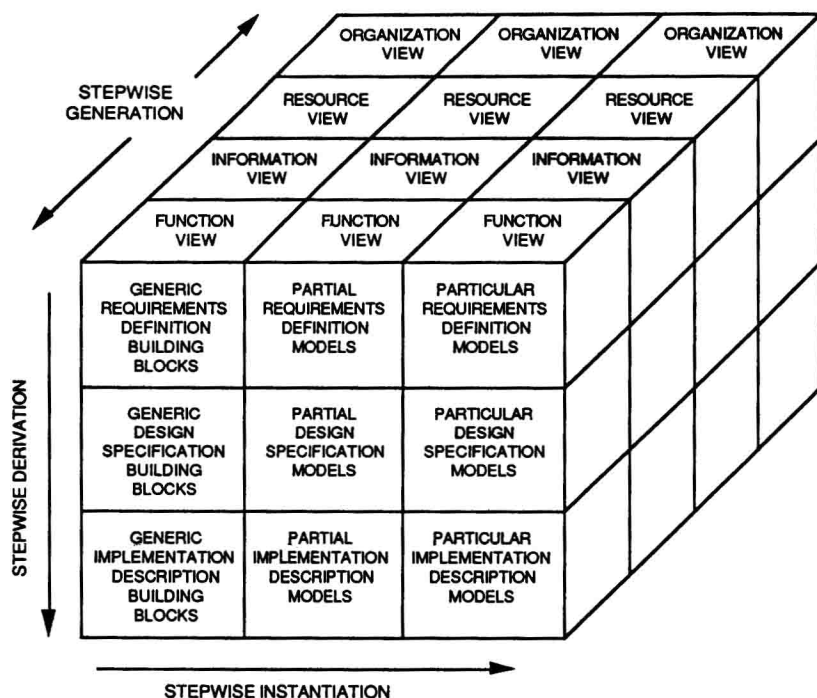 ORGANIZATION
VIEW
ORGANIZATION
VIEW
ORGANIZATION
VIEW
STEPWISE
GENERATION
RESOURCE
VIEW
RESOURCE
VIEW
RESOURCE
VIEW
INFORMATION
VIEW
INFORMATION
VIEW
INFORMATION
VIEW
FUNCTION
VIEW
FUNCTION
VIEW
FUNCTION
VIEW
GENERIC
REQUIREMENTS
DEFINITION
BUILDING
BLOCKS
PARTIAL
REQUIREMENTS
DEFINITION
MODELS
PARTICULAR
REQUIREMENTS
DEFINITION
MODELS
STEPWISE DERIVATION
GENERIC
DESIGN
SPECIFICATION
BUILDING
BLOCKS
PARTIAL
DESIGN
SPECIFICATION
MODELS
PARTICULAR
DESIGN
SPECIFICATION
MODELS
GENERIC
IMPLEMENTATION
DESCRIPTION
BUILDING
BLOCKS
PARTIAL
IMPLEMENTATION
DESCRIPTION
MODELS
PARTICULAR
IMPLEMENTATION
DESCRIPTION
MODELS
STEPWISE INSTANTIATION